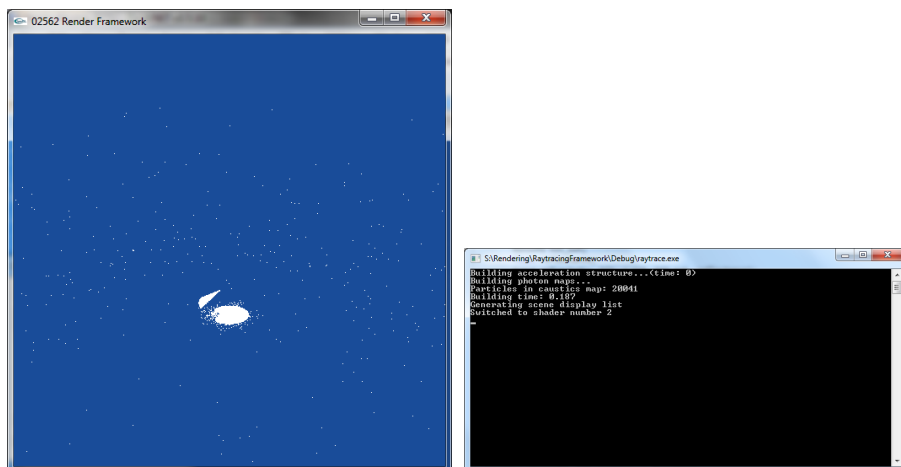 02562 Render Framework
S:\Rendering\RaytracingFramework\Debug\raytrace.exe
Building acceleration structure...(time: 0)
Building photon maps...
Particles in caustics map: 20041
Building time: 0.187
Generating scene display list
Switched to shader number 2